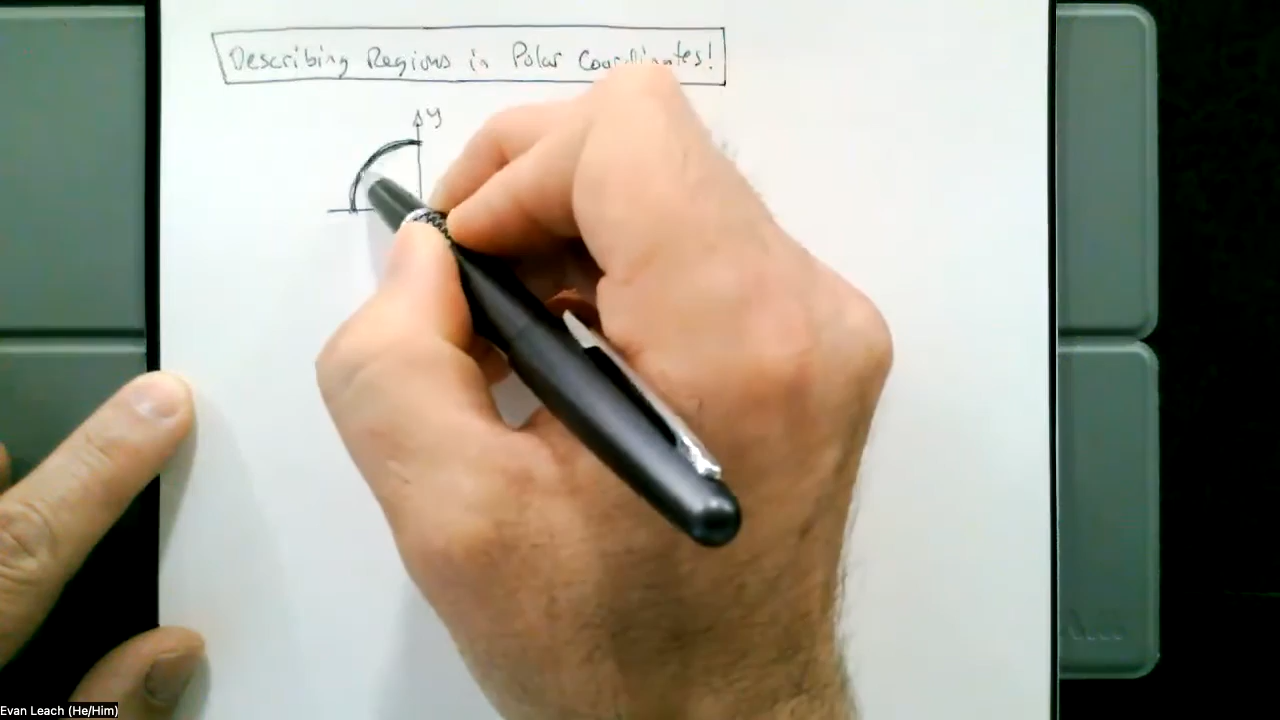 Describing Regions in Polar Coordinates!
y
Evan Leach (He/Him)